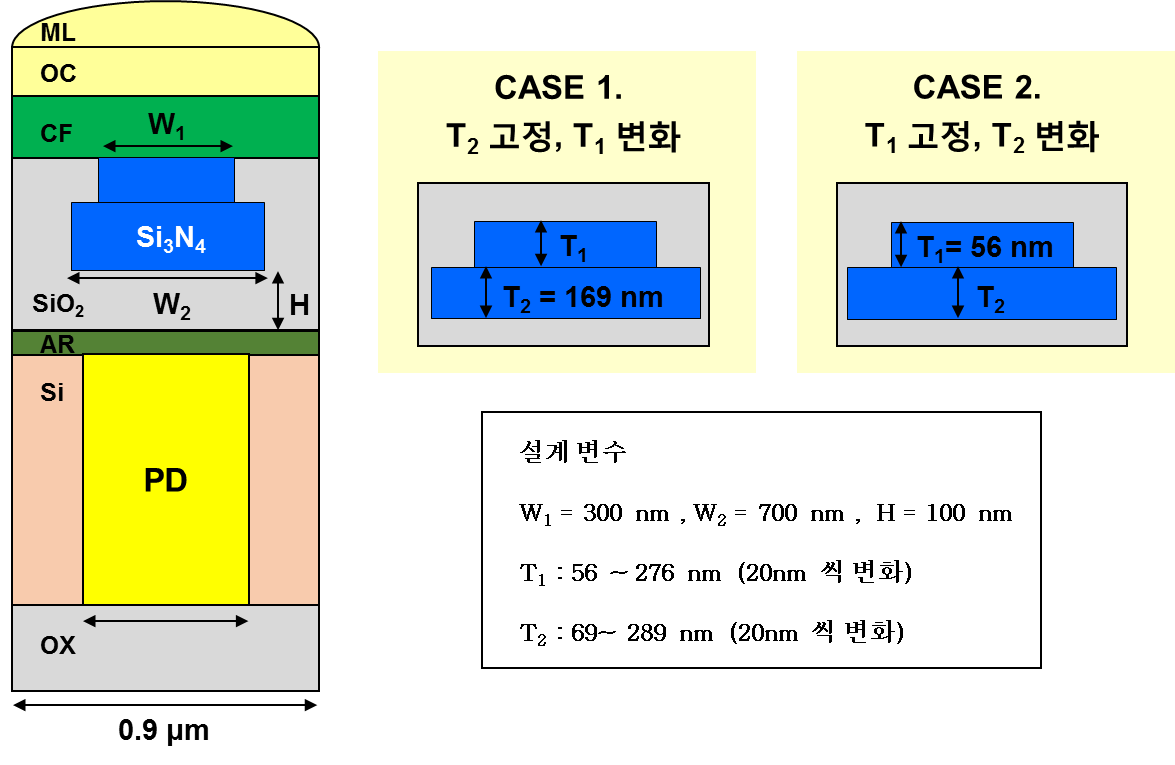 ML
OC
CF
W₁
Si₃N₄
SiO₂
W₂
H
AR
Si
PD
OX
0.9 μm
CASE 1.
T₂ 고정, T₁ 변화
T₁
T₂ = 169 nm
CASE 2.
T₁ 고정, T₂ 변화
T₁= 56 nm
T₂
설계 변수
W₁ = 300 nm , W₂ = 700 nm , H = 100 nm
T₁ : 56 ~ 276 nm (20nm 씩 변화)
T₂ : 69~ 289 nm (20nm 씩 변화)